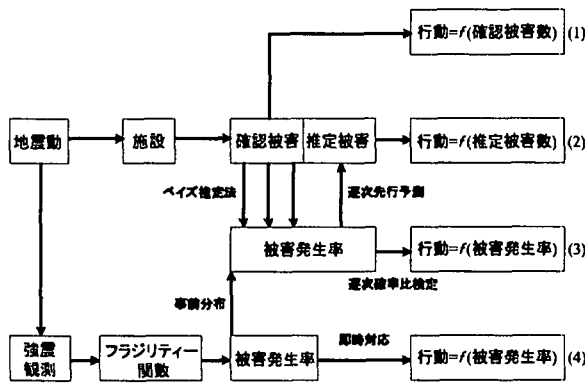 行動=f(確認被害数) (1)
地震動
施設
確認被害
推定被害
行動=f(推定被害数) (2)
ベイズ推定法
逐次先行予測
被害発生率
行動=f(被害発生率) (3)
逐次確率比検定
事前分布
即時対応
強震
観測
フラジリティー
関数
被害発生率
行動=f(被害発生率) (4)